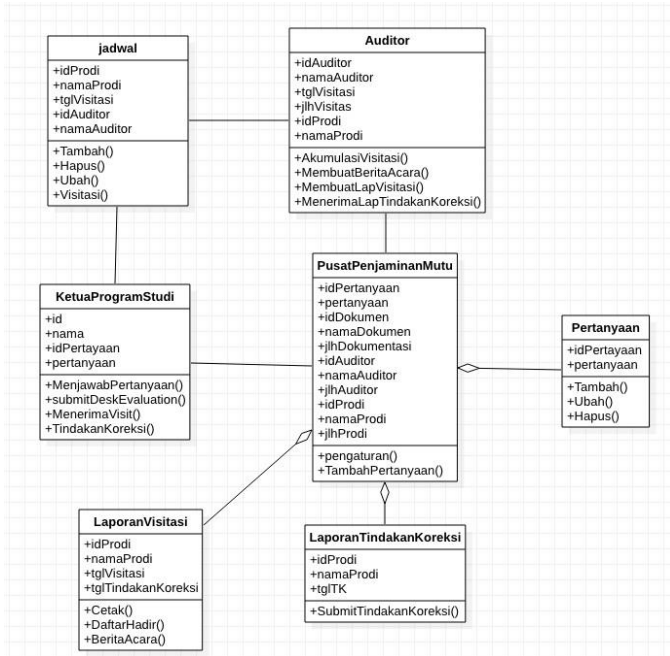 jadwal
+idProdi
+namaProdi
+tglVisitasi
+idAuditor
+namaAuditor
+Tambah()
+Hapus()
+Ubah()
+Visitasi()
Auditor
+idAuditor
+namaAuditor
+tglVisitasi
+jlhVisitas
+idProdi
+namaProdi
+AkumulasiVisitasi()
+MembuatBeritaAcara()
+MembuatLapVisitasi()
+MenerimaLapTindakanKoreksi()
KetuaProgramStudi
+id
+nama
+idPertayaan
+pertanyaan
+MenjawabPertanyaan()
+submitDeskEvaluation()
+MenerimaVisit()
+TindakanKoreksi()
PusatPenjaminanMutu
+idPertanyaan
+pertanyaan
+idDokumen
+namaDokumen
+jlhDokumentasi
+idAuditor
+namaAuditor
+jlhAuditor
+idProdi
+namaProdi
+jlhProdi
+pengaturan()
+TambahPertanyaan()
Pertanyaan
+idPertayaan
+pertanyaan
+Tambah()
+Ubah()
+Hapus()
LaporanVisitasi
+idProdi
+namaProdi
+tglVisitasi
+tglTindakanKoreksi
+Cetak()
+DaftarHadir()
+BeritaAcara()
LaporanTindakanKoreksi
+idProdi
+namaProdi
+tglTK
+SubmitTindakanKoreksi()